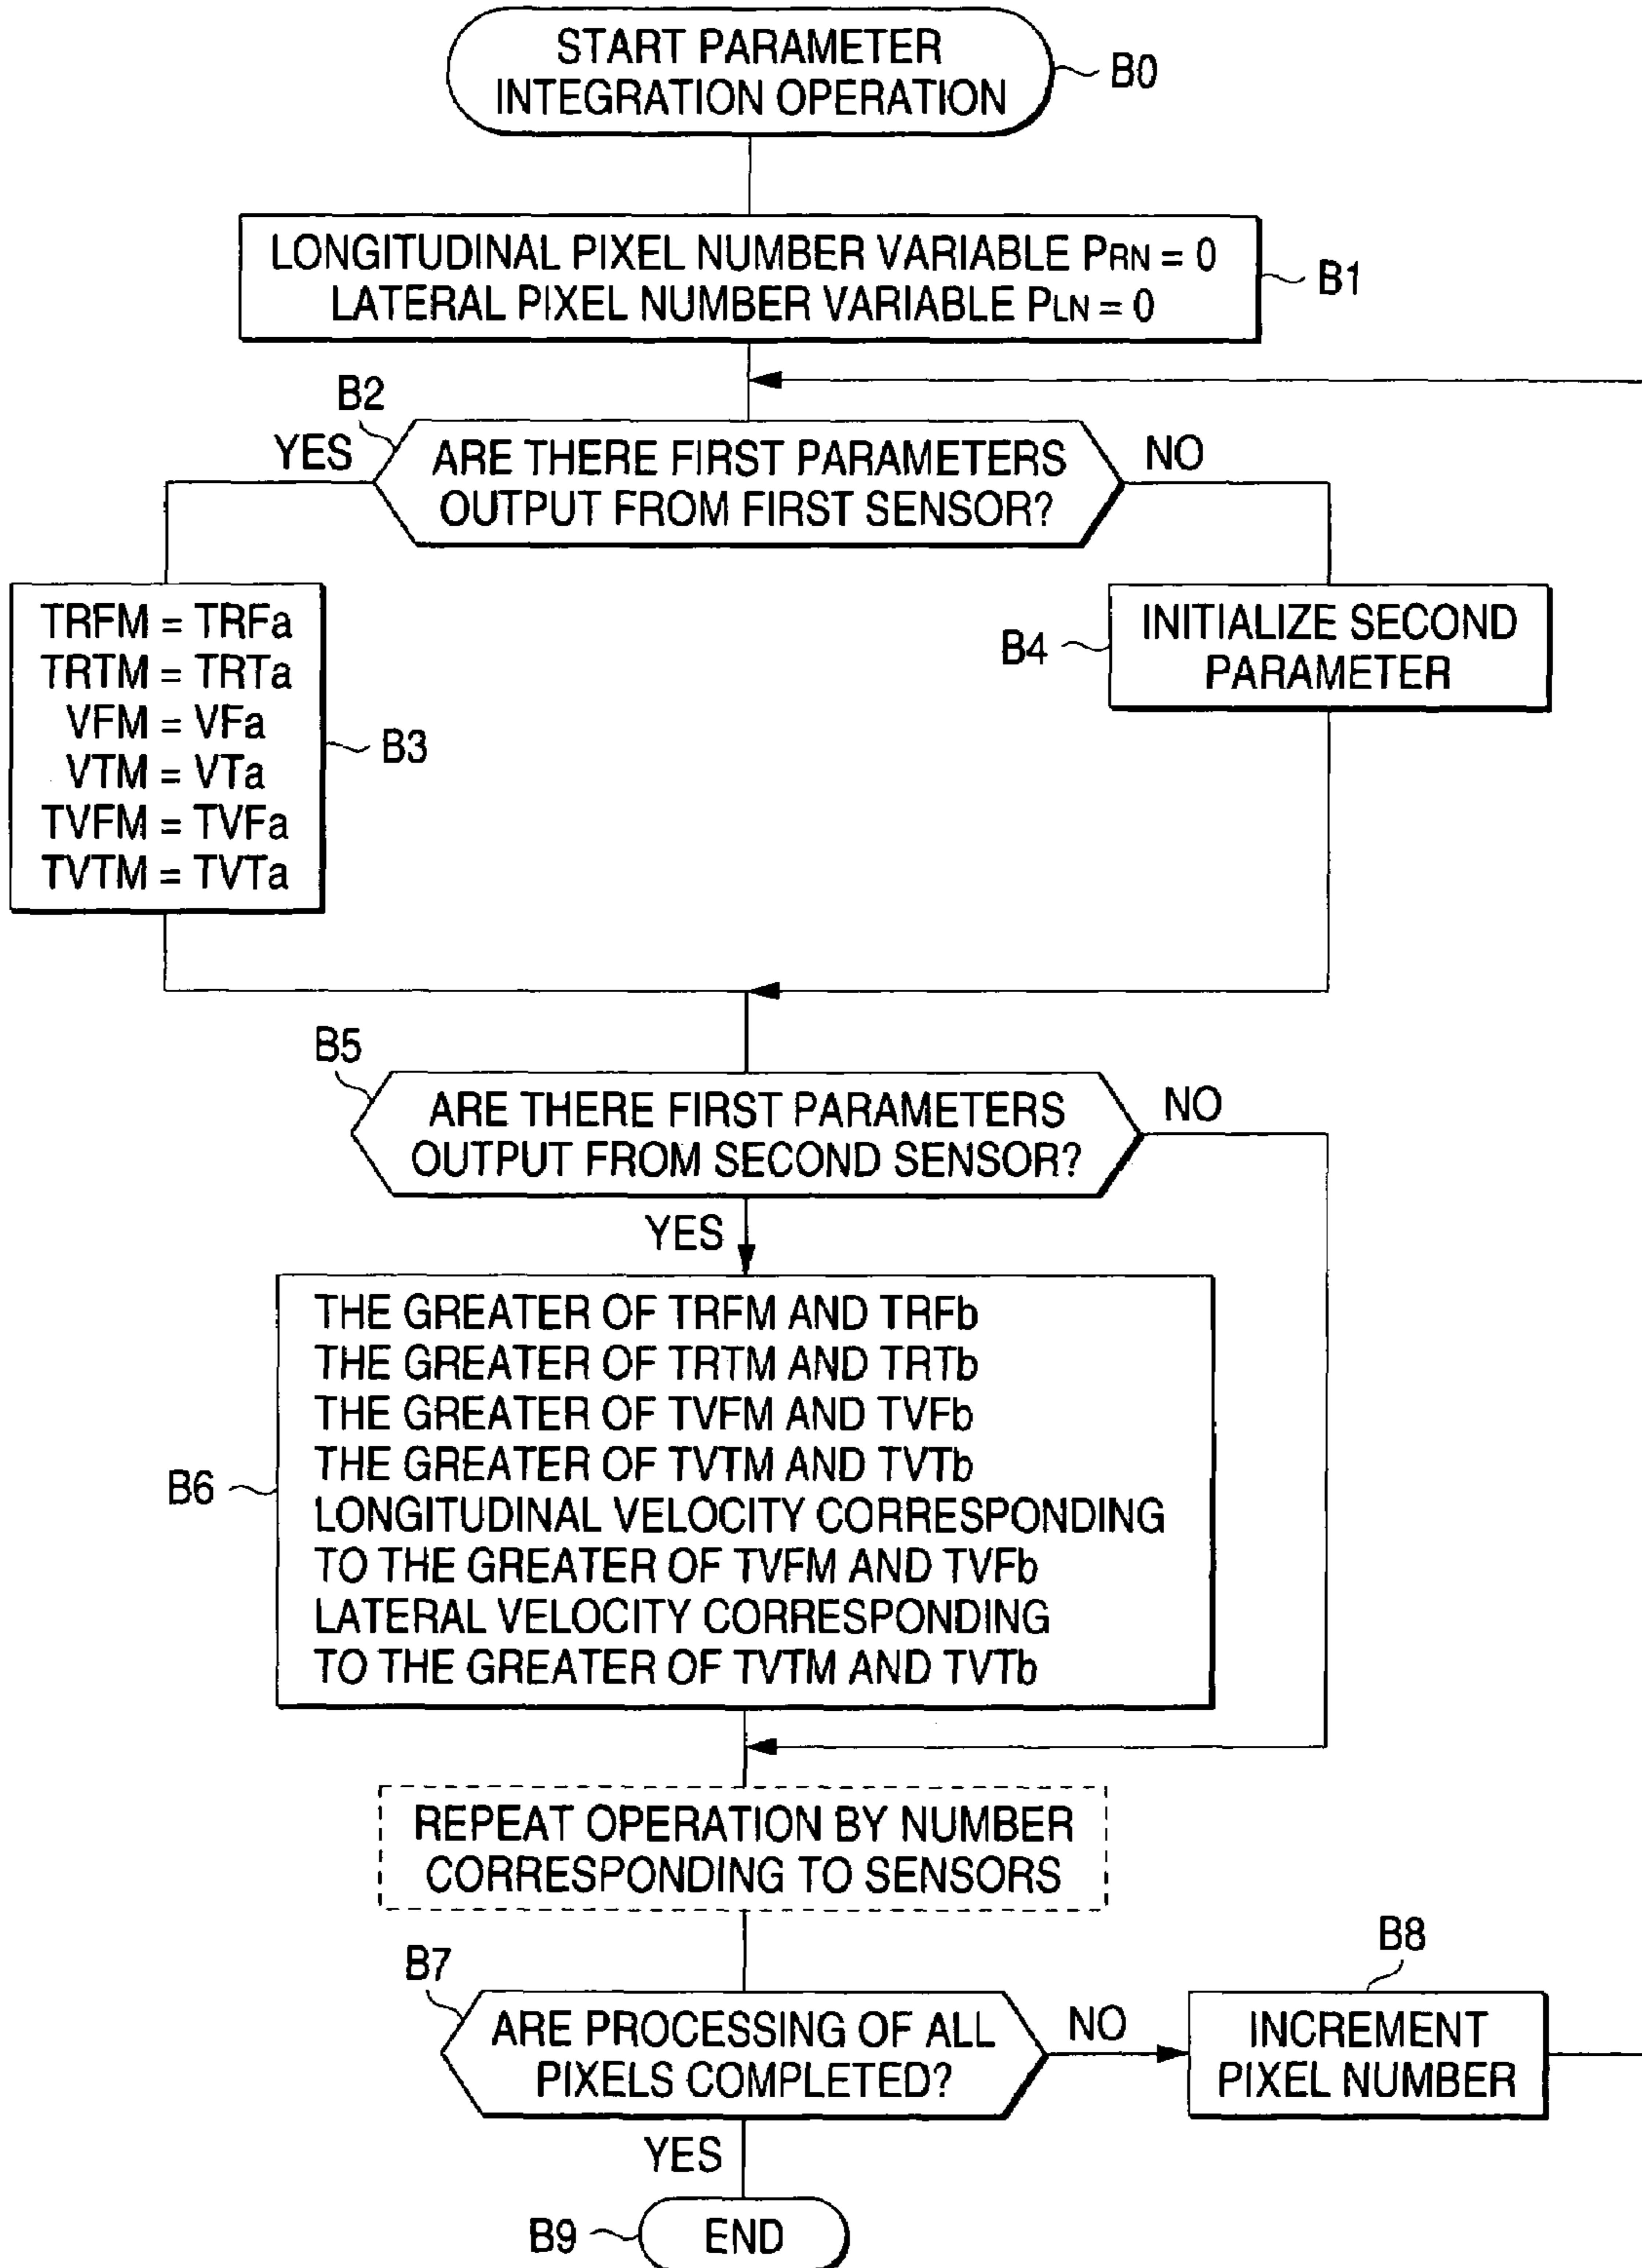 START PARAMETER
INTEGRATION OPERATION
B0
LONGITUDINAL PIXEL NUMBER VARIABLE PRN = 0
LATERAL PIXEL NUMBER VARIABLE PLN = 0
B1
B2
YES
ARE THERE FIRST PARAMETERS
OUTPUT FROM FIRST SENSOR?
NO
TRFM = TRFa
TRTM = TRTa
VFM = VFa
VTM = VTa
TVFM = TVFa
TVTM = TVTa
B3
B4
INITIALIZE SECOND
PARAMETER
B5
ARE THERE FIRST PARAMETERS
OUTPUT FROM SECOND SENSOR?
NO
YES
THE GREATER OF TRFM AND TRFb
THE GREATER OF TRTM AND TRTb
THE GREATER OF TVFM AND TVFb
THE GREATER OF TVTM AND TVTb
LONGITUDINAL VELOCITY CORRESPONDING
TO THE GREATER OF TVFM AND TVFb
LATERAL VELOCITY CORRESPONDING
TO THE GREATER OF TVTM AND TVTb
B6
REPEAT OPERATION BY NUMBER
CORRESPONDING TO SENSORS
B7
ARE PROCESSING OF ALL
PIXELS COMPLETED?
NO
B8
INCREMENT
PIXEL NUMBER
YES
B9
END